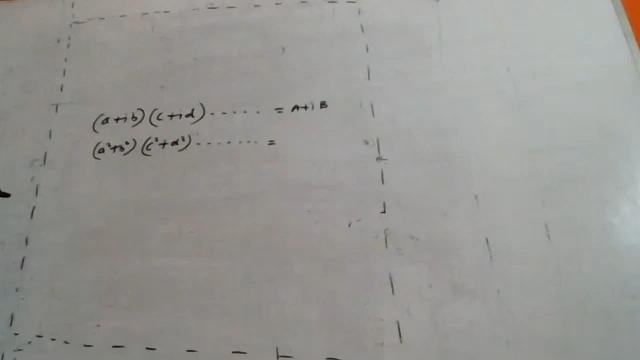 (a+ib)(c+id)...... = A+iB
(a²+b²)(c²+d²)....... =